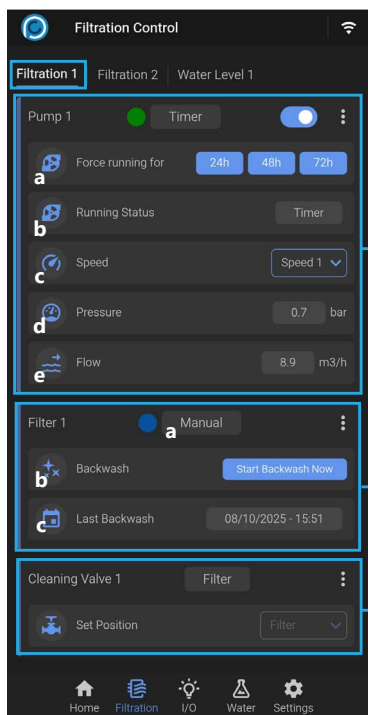 Filtration Control
Filtration 1 Filtration 2 Water Level 1
Pump 1 Timer
a Force running for 24h 48h 72h
b Running Status Timer
c Speed Speed 1
d Pressure 0.7 bar
e Flow 8.9 m3/h
Filter 1 a Manual
b Backwash Start Backwash Now
c Last Backwash 08/10/2025 - 15:51
Cleaning Valve 1 Filter
Set Position Filter
Home Filtration I/O Water Settings